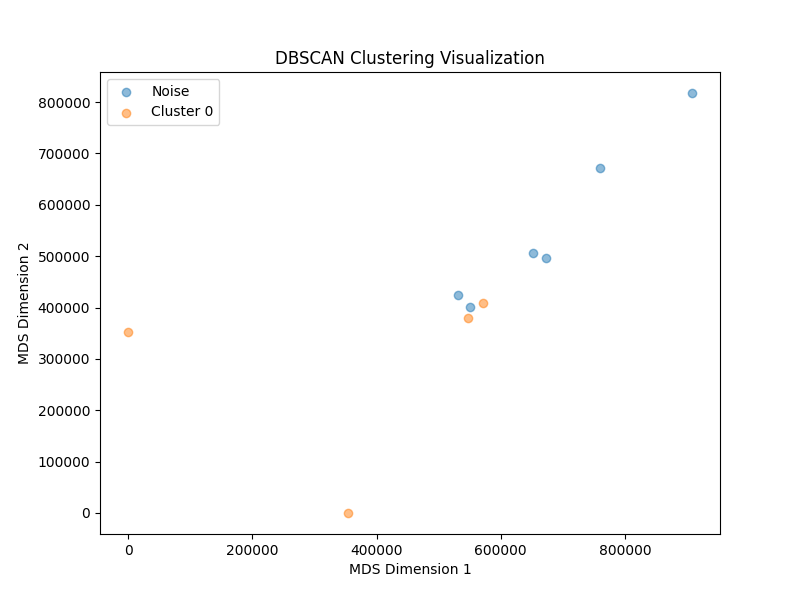 DBSCAN Clustering Visualization
Noise
Cluster 0
800000
700000
600000
500000
400000
300000
200000
100000
0
MDS Dimension 2
0
200000
400000
600000
800000
MDS Dimension 1